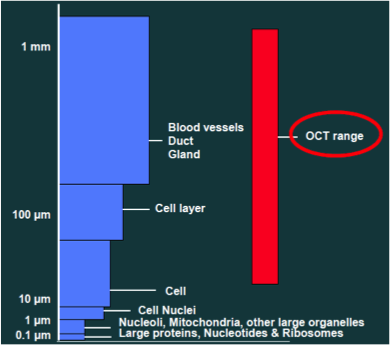 1 mm
Blood vessels
Duct
Gland
OCT range
Cell layer
100 µm
Cell
10 µm
Cell Nuclei
1 µm
Nucleoli, Mitochondria, other large organelles
0.1 µm
Large proteins, Nucleotides & Ribosomes